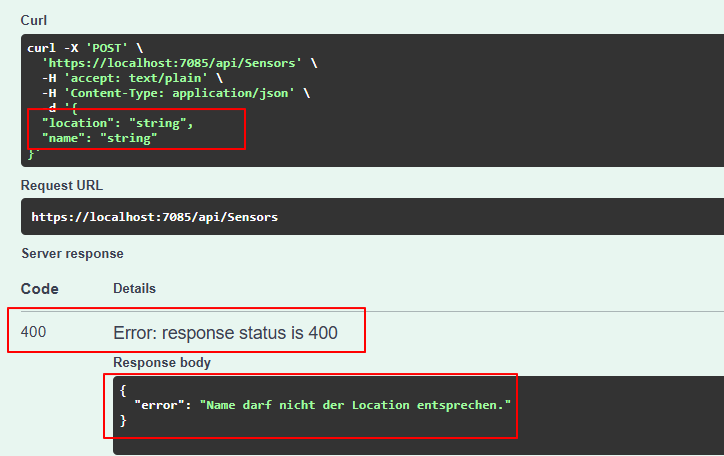 Curl
curl -X 'POST' \
'https://localhost:7085/api/Sensors' \
-H 'accept: text/plain' \
-H 'Content-Type: application/json' \
-d '{
"location": "string",
"name": "string"
}'
Request URL
https://localhost:7085/api/Sensors
Server response
Code Details
400 Error: response status is 400
Response body
{
"error": "Name darf nicht der Location entsprechen."
}